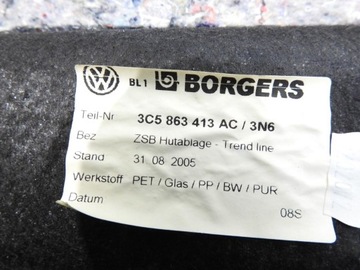 BL1 BORGERS
Teil-Nr 3C5 863 413 AC / 3N6
Bez ZSB Hutablage - Trend line
Stand 31 08 2005
Werkstoff PET / Glas / PP / BW / PUR
Datum 08S